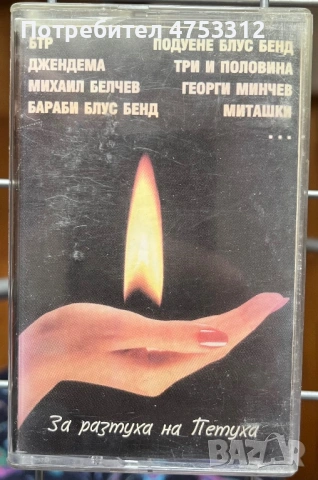 Потребител 4753312
БТР ПОДУЕНЕ БЛУС БЕНД
ДЖЕНДЕМА ТРИ И ПОЛОВИНА
МИХАИЛ БЕЛЧЕВ ГЕОРГИ МИНЧЕВ
БАРАБИ БЛУС БЕНД МИТАШКИ
...
За разтуха на Петуха
BAZAR